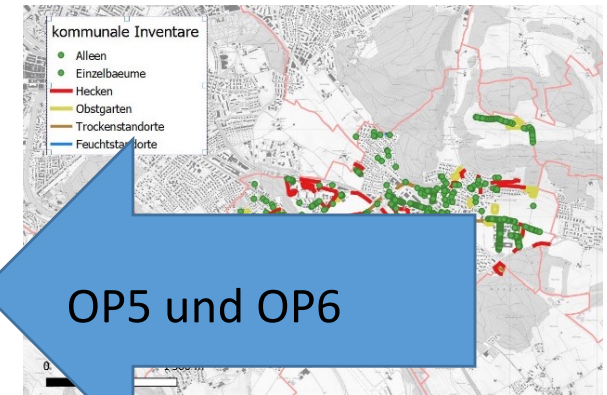 kommunale Inventare
Alleen
Einzelbaeume
Hecken
Obstgarten
Trockenstandorte
Feuchtstandorte
OP5 und OP6